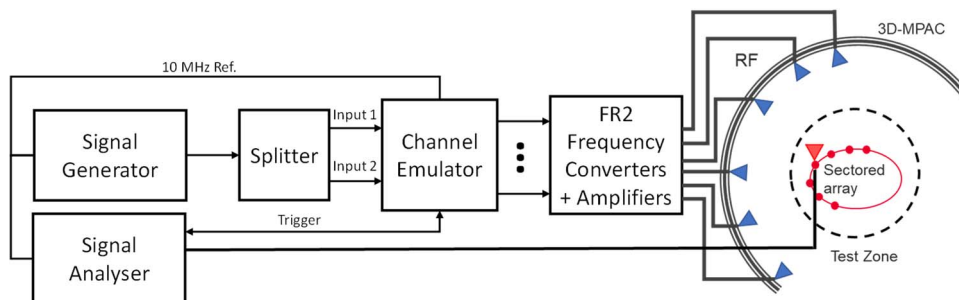 3D-MPAC
10 MHz Ref.
RF
Signal
Generator
Splitter
Input 1
Input 2
Channel
Emulator
FR2
Frequency
Converters
+ Amplifiers
Sectored
array
Trigger
Signal
Analyser
Test Zone